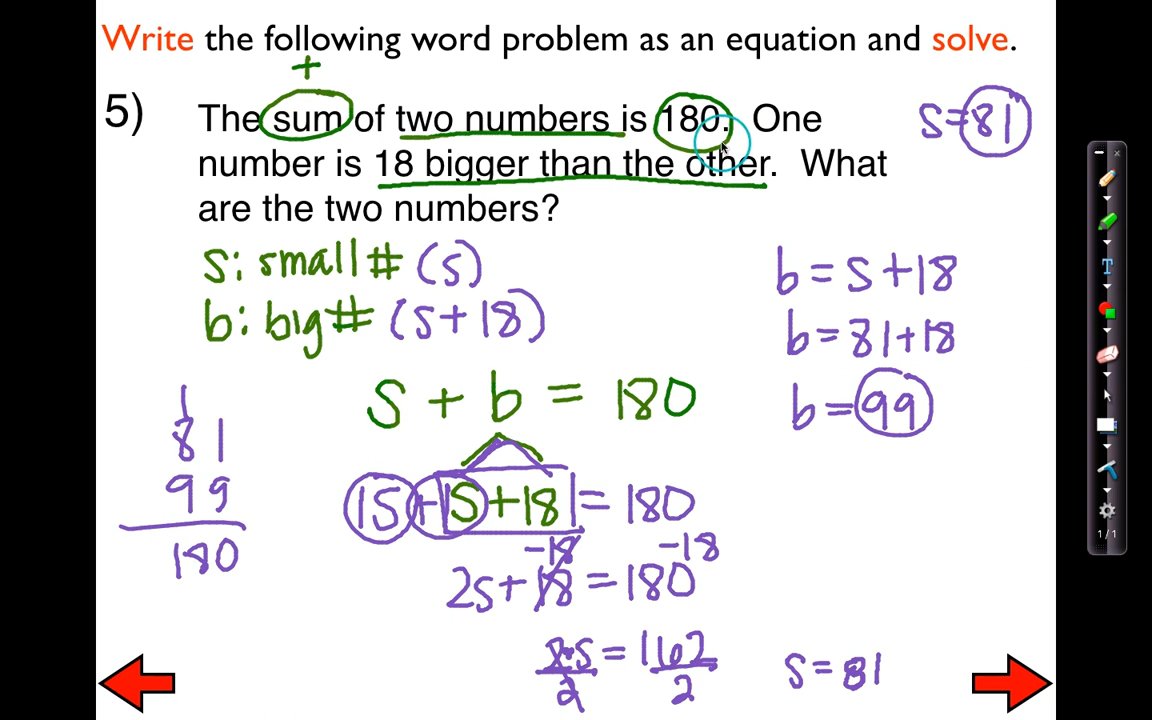 Write the following word problem as an equation and solve.
+
5) The sum of two numbers is 180. One
number is 18 bigger than the other. What
are the two numbers?
s = 81
s: small # (s)
b: big # (s + 18)
b = s + 18
b = 81 + 18
b = 99
s + b = 180
1s + 1s + 18 = 180
-18 -18
2s + 18 = 180
2s = 162
2 2
s = 81
1
81
99
180
1/1